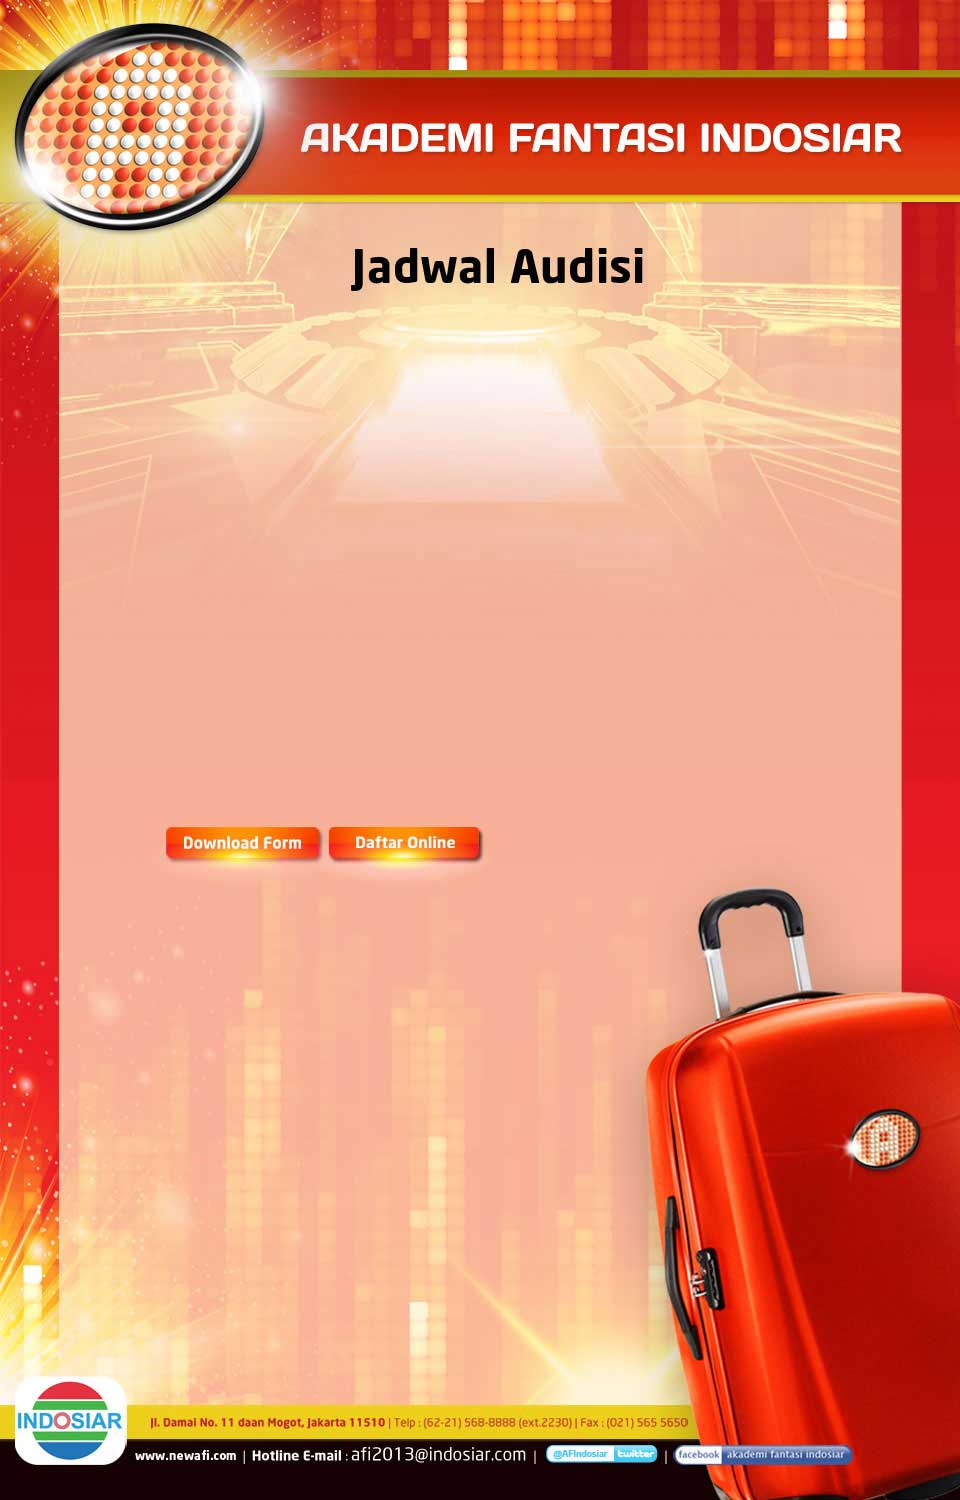 AKADEMI FANTASI INDOSIAR
Jadwal Audisi
Download Form
Daftar Online
INDOSIAR
Jl. Damai No. 11 daan Mogot, Jakarta 11510 | Telp : (62-21) 568-8888 (ext.2230) | Fax : (021) 565 5650
www.newafi.com | Hotline E-mail : afi2013@indosiar.com | @AFIndosiar twitter | facebook akademi fantasi indosiar